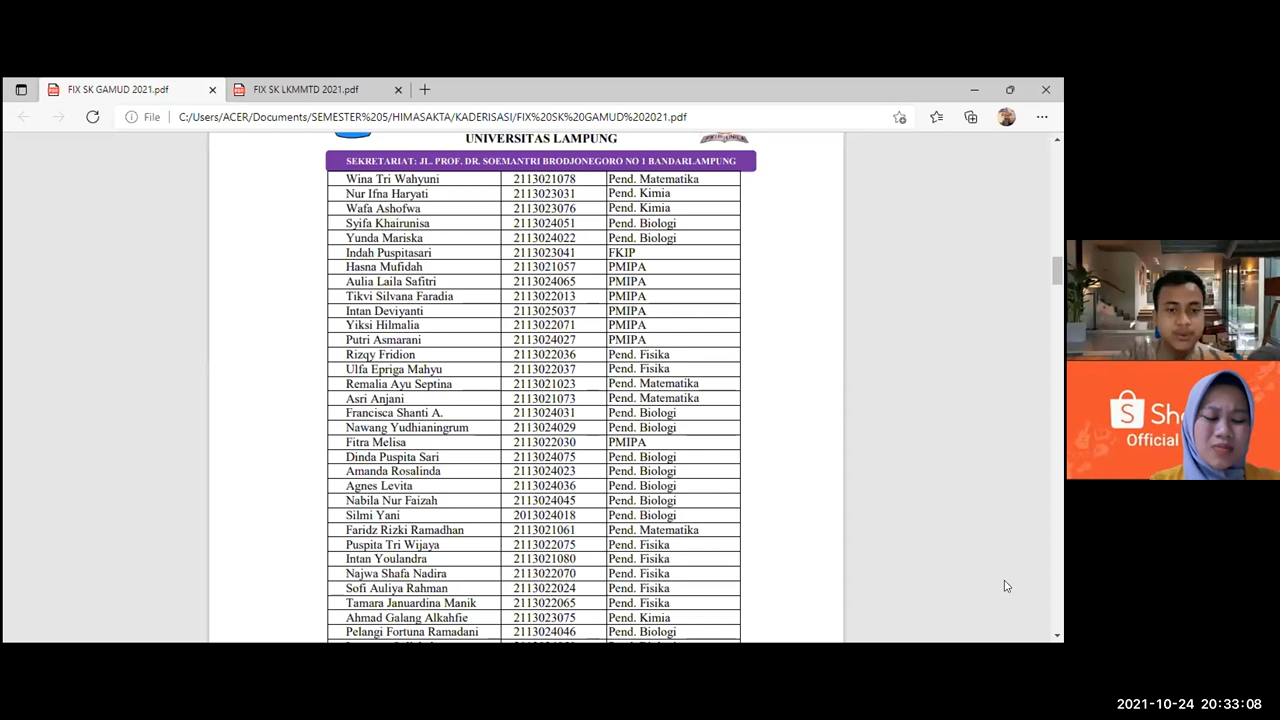 FIX SK GAMUD 2021.pdf
FIX SK LKMMTD 2021.pdf
File C:/Users/ACER/Documents/SEMESTER%205/HIMASAKTA/KADERISASI/FIX%20SK%20GAMUD%202021.pdf
UNIVERSITAS LAMPUNG
SEKRETARIAT: JL. PROF. DR. SOEMANTRI BRODJONEGORO NO 1 BANDARLAMPUNG
Wina Tri Wahyuni 2113021078 Pend. Matematika
Nur Ifna Haryati 2113023031 Pend. Kimia
Wafa Ashofwa 2113023076 Pend. Kimia
Syifa Khairunisa 2113024051 Pend. Biologi
Yunda Mariska 2113024022 Pend. Biologi
Indah Puspitasari 2113023041 FKIP
Hasna Mufidah 2113021057 PMIPA
Aulia Laila Safitri 2113024065 PMIPA
Tikvi Silvana Faradia 2113022013 PMIPA
Intan Deviyanti 2113025037 PMIPA
Yiksi Hilmalia 2113022071 PMIPA
Putri Asmarani 2113024027 PMIPA
Rizqy Fridion 2113022036 Pend. Fisika
Ulfa Epriga Mahyu 2113022037 Pend. Fisika
Remalia Ayu Septina 2113021023 Pend. Matematika
Asri Anjani 2113021073 Pend. Matematika
Francisca Shanti A. 2113024031 Pend. Biologi
Nawang Yudhianingrum 2113024029 Pend. Biologi
Fitra Melisa 2113022030 PMIPA
Dinda Puspita Sari 2113024075 Pend. Biologi
Amanda Rosalinda 2113024023 Pend. Biologi
Agnes Levita 2113024036 Pend. Biologi
Nabila Nur Faizah 2113024045 Pend. Biologi
Silmi Yani 2013024018 Pend. Biologi
Faridz Rizki Ramadhan 2113021061 Pend. Matematika
Puspita Tri Wijaya 2113022075 Pend. Fisika
Intan Youlandra 2113021080 Pend. Fisika
Najwa Shafa Nadira 2113022070 Pend. Fisika
Sofi Auliya Rahman 2113022024 Pend. Fisika
Tamara Januardina Manik 2113022065 Pend. Fisika
Ahmad Galang Alkahfie 2113023075 Pend. Kimia
Pelangi Fortuna Ramadani 2113024046 Pend. Biologi
S Sho
Official
2021-10-24 20:33:08